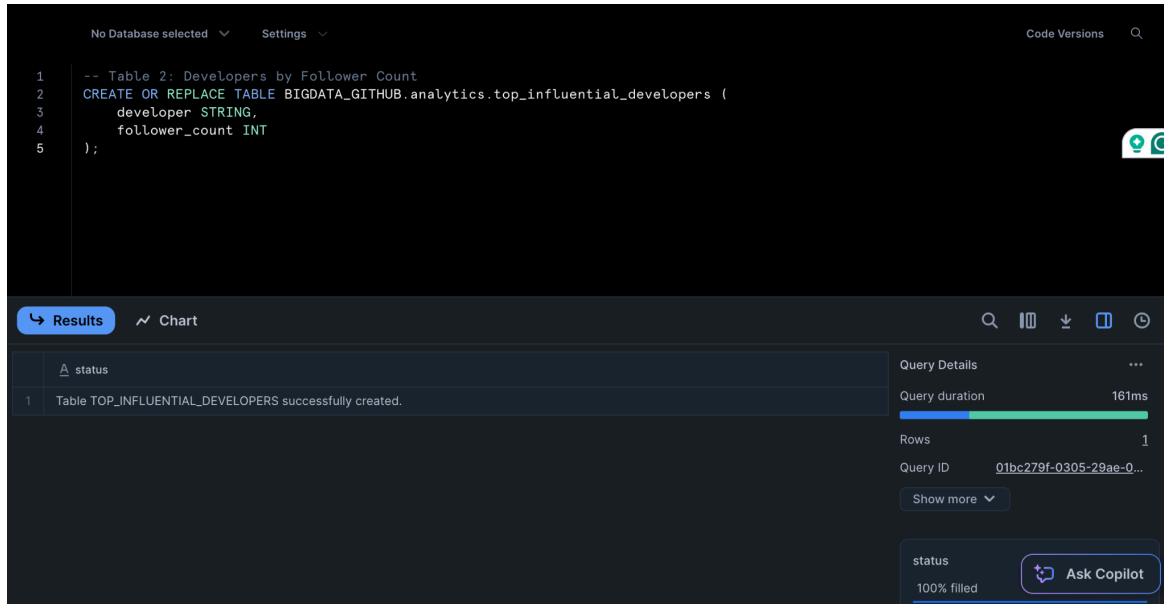 No Database selected Settings Code Versions
1 -- Table 2: Developers by Follower Count
2 CREATE OR REPLACE TABLE BIGDATA_GITHUB.analytics.top_influential_developers (
3 developer STRING,
4 follower_count INT
5 );
Results Chart
A status
1 Table TOP_INFLUENTIAL_DEVELOPERS successfully created.
Query Details ...
Query duration 161ms
Rows 1
Query ID 01bc279f-0305-29ae-0...
Show more
status
100% filled
Ask Copilot